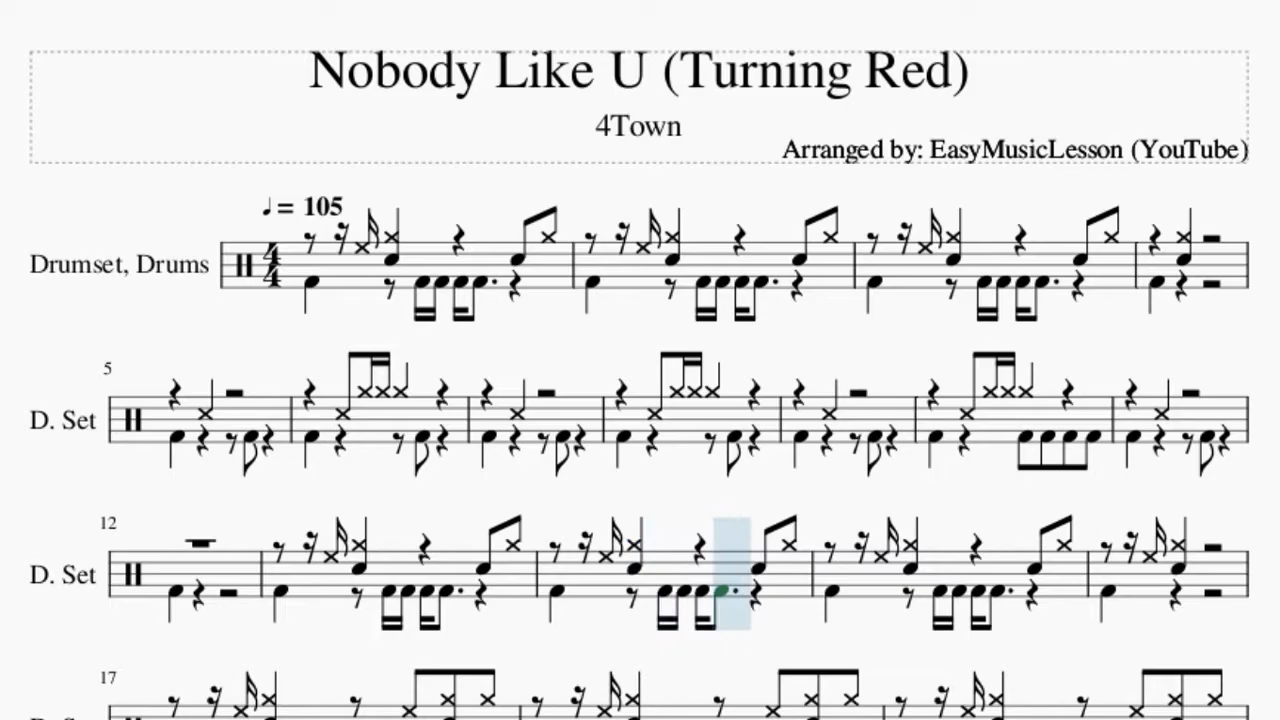 Nobody Like U (Turning Red)
4Town
Arranged by: EasyMusicLesson (YouTube)
♩ = 105
Drumset, Drums
4
4
5
D. Set
12
D. Set
17
D. Set